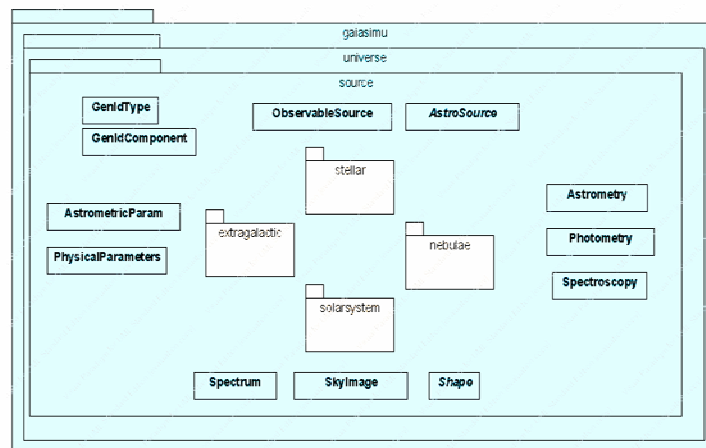 gaiasimu
universe
source
GenIdType
GenIdComponent
ObservableSource
AstroSource
stellar
AstrometricParam
PhysicalParameters
extragalactic
nebulae
Astrometry
Photometry
Spectroscopy
solarsystem
Spectrum
SkyImage
Shape